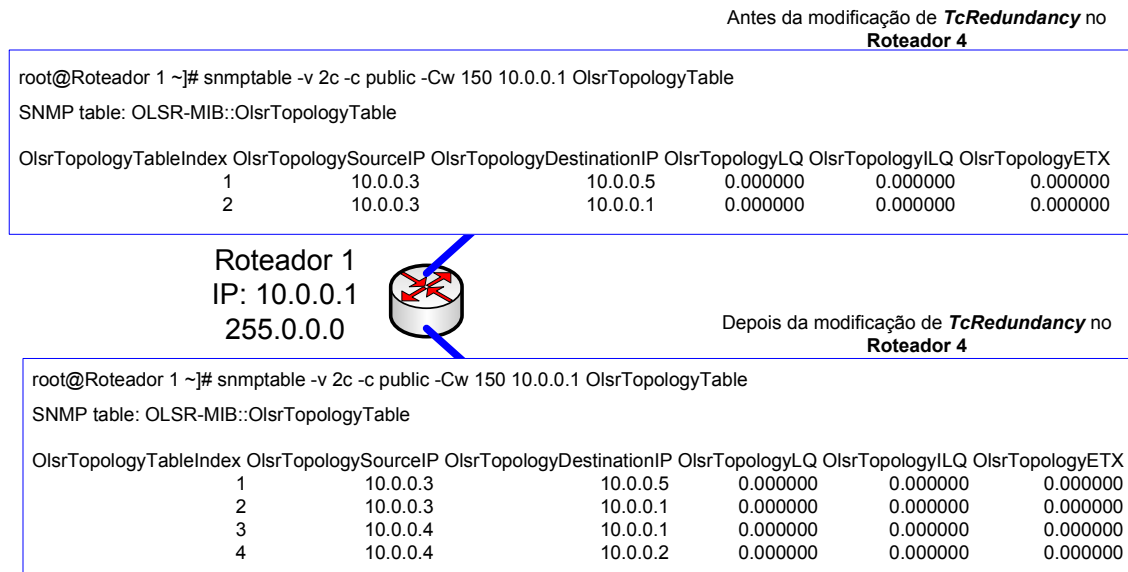 Antes da modificação de TcRedundancy no
Roteador 4
root@Roteador 1 ~]# snmptable -v 2c -c public -Cw 150 10.0.0.1 OlsrTopologyTable
SNMP table: OLSR-MIB::OlsrTopologyTable
OlsrTopologyTableIndex OlsrTopologySourceIP OlsrTopologyDestinationIP OlsrTopologyLQ OlsrTopologyILQ OlsrTopologyETX
1 10.0.0.3 10.0.0.5 0.000000 0.000000 0.000000
2 10.0.0.3 10.0.0.1 0.000000 0.000000 0.000000
Roteador 1
IP: 10.0.0.1
255.0.0.0
Depois da modificação de TcRedundancy no
Roteador 4
root@Roteador 1 ~]# snmptable -v 2c -c public -Cw 150 10.0.0.1 OlsrTopologyTable
SNMP table: OLSR-MIB::OlsrTopologyTable
OlsrTopologyTableIndex OlsrTopologySourceIP OlsrTopologyDestinationIP OlsrTopologyLQ OlsrTopologyILQ OlsrTopologyETX
1 10.0.0.3 10.0.0.5 0.000000 0.000000 0.000000
2 10.0.0.3 10.0.0.1 0.000000 0.000000 0.000000
3 10.0.0.4 10.0.0.1 0.000000 0.000000 0.000000
4 10.0.0.4 10.0.0.2 0.000000 0.000000 0.000000